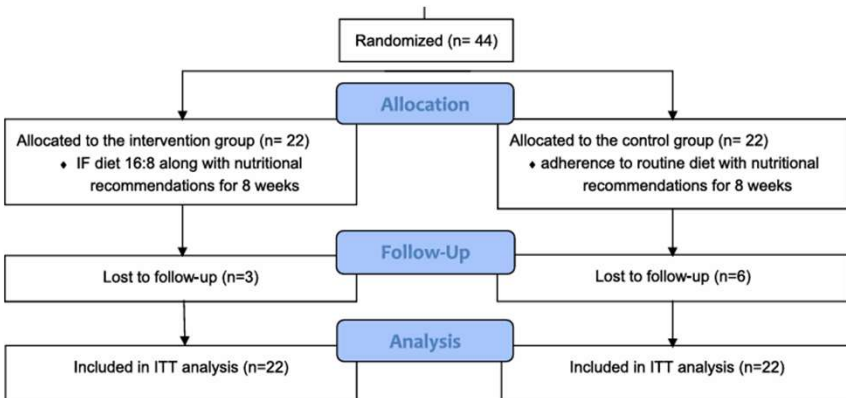 Randomized (n= 44)
Allocation
Allocated to the intervention group (n= 22)
♦ IF diet 16:8 along with nutritional
recommendations for 8 weeks
Allocated to the control group (n= 22)
♦ adherence to routine diet with nutritional
recommendations for 8 weeks
Follow-Up
Lost to follow-up (n=3)
Lost to follow-up (n=6)
Analysis
Included in ITT analysis (n=22)
Included in ITT analysis (n=22)